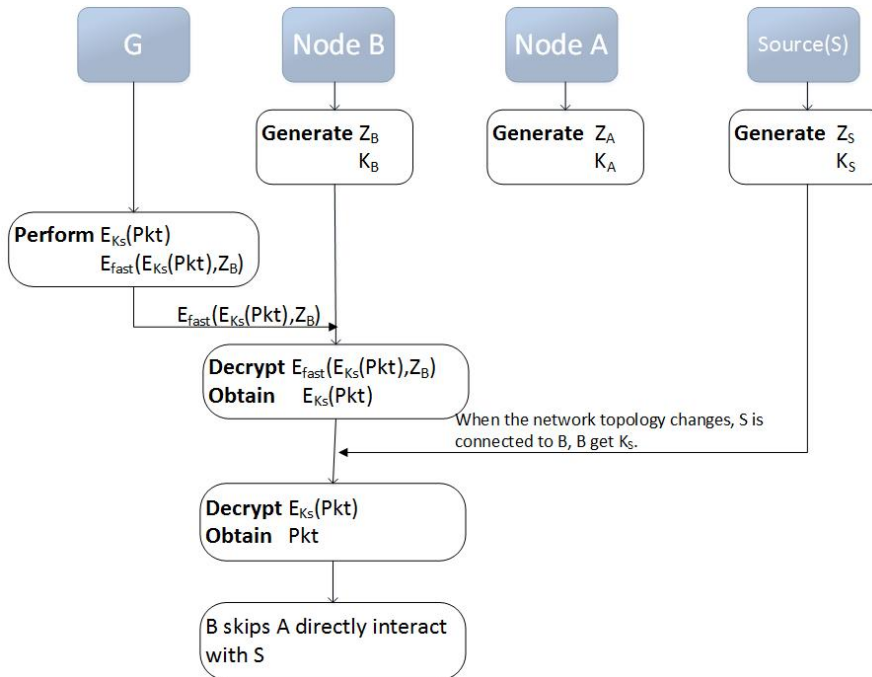 G
Node B
Node A
Source(S)
Generate Z_B
K_B
Generate Z_A
K_A
Generate Z_S
K_S
Perform E_Ks(Pkt)
E_fast(E_Ks(Pkt),Z_B)
E_fast(E_Ks(Pkt),Z_B)
Decrypt E_fast(E_Ks(Pkt),Z_B)
Obtain E_Ks(Pkt)
When the network topology changes, S is
connected to B, B get K_S.
Decrypt E_Ks(Pkt)
Obtain Pkt
B skips A directly interact
with S